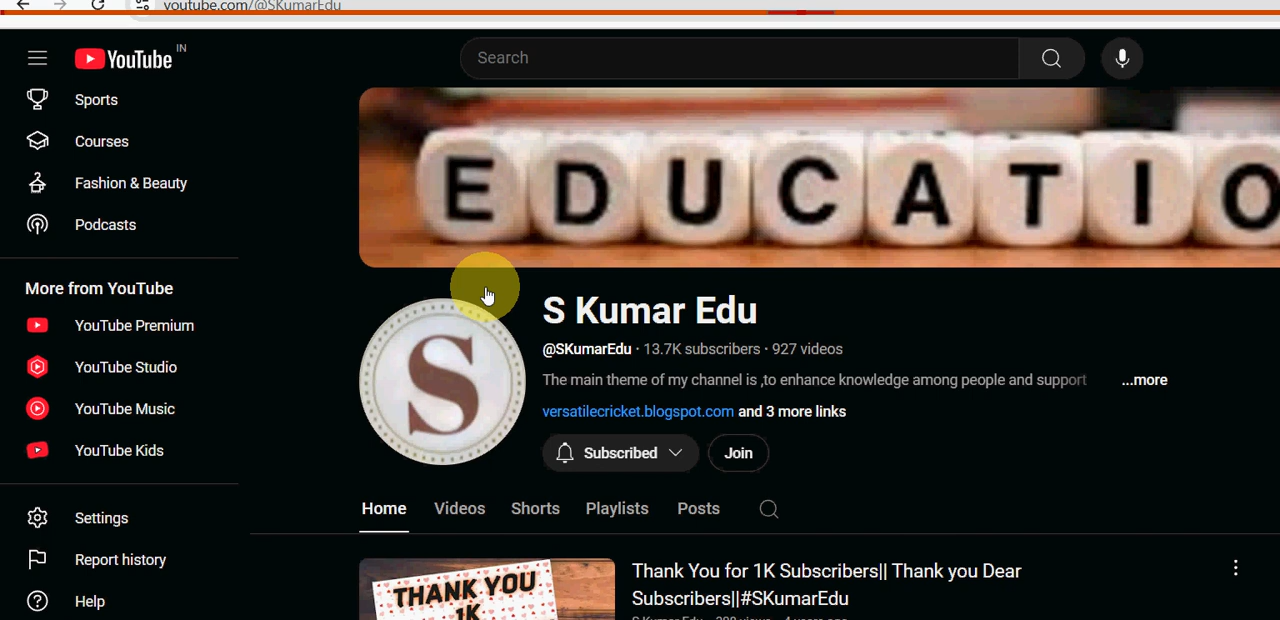 youtube.com/@SKumarEdu
YouTube IN
Search
Sports
Courses
Fashion & Beauty
Podcasts
More from YouTube
YouTube Premium
YouTube Studio
YouTube Music
YouTube Kids
Settings
Report history
Help
EDUCATIO
S
S Kumar Edu
@SKumarEdu · 13.7K subscribers · 927 videos
The main theme of my channel is ,to enhance knowledge among people and support ...more
versatilecricket.blogspot.com and 3 more links
Subscribed
Join
Home Videos Shorts Playlists Posts
THANK YOU
1K
Thank You for 1K Subscribers|| Thank you Dear
Subscribers||#SKumarEdu